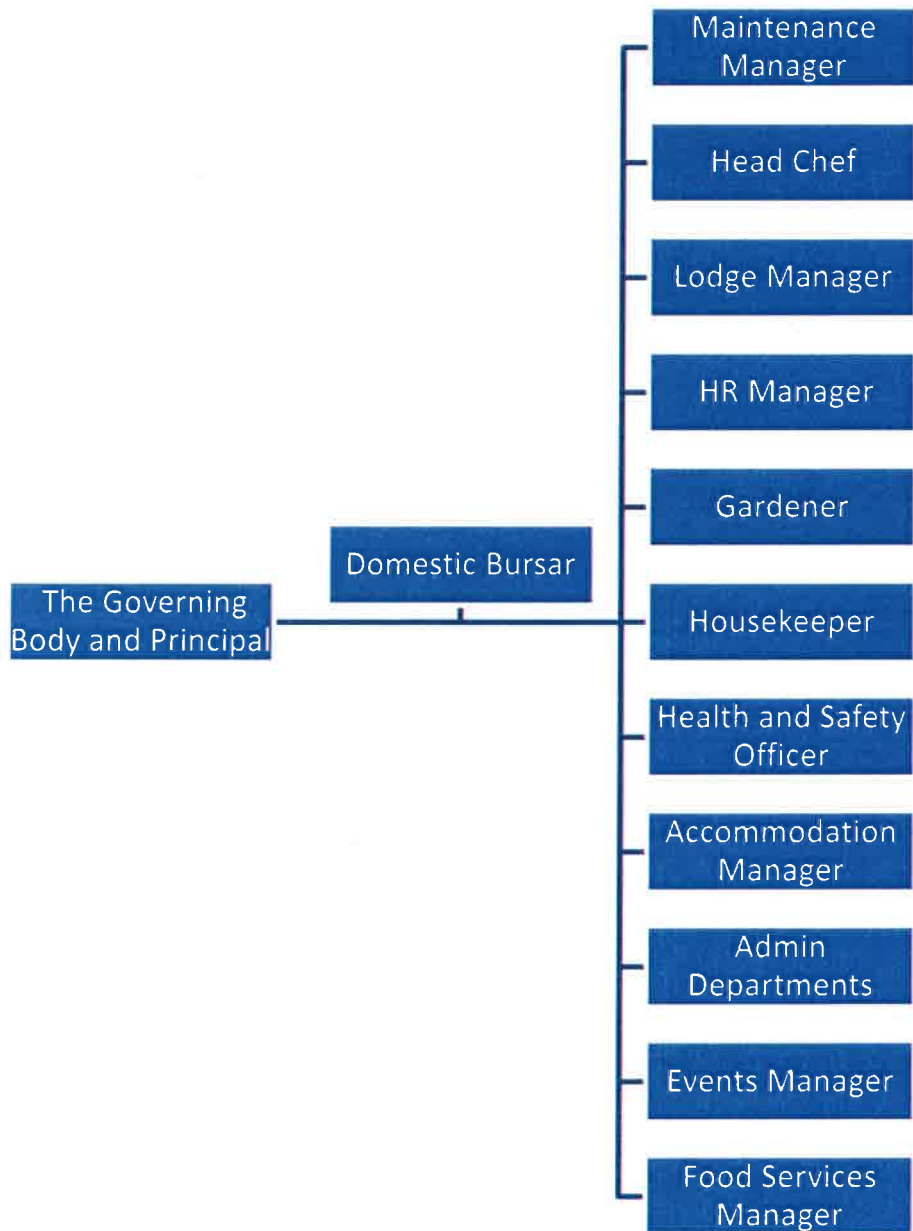 The Governing
Body and Principal
Domestic Bursar
Maintenance
Manager
Head Chef
Lodge Manager
HR Manager
Gardener
Housekeeper
Health and Safety
Officer
Accommodation
Manager
Admin
Departments
Events Manager
Food Services
Manager